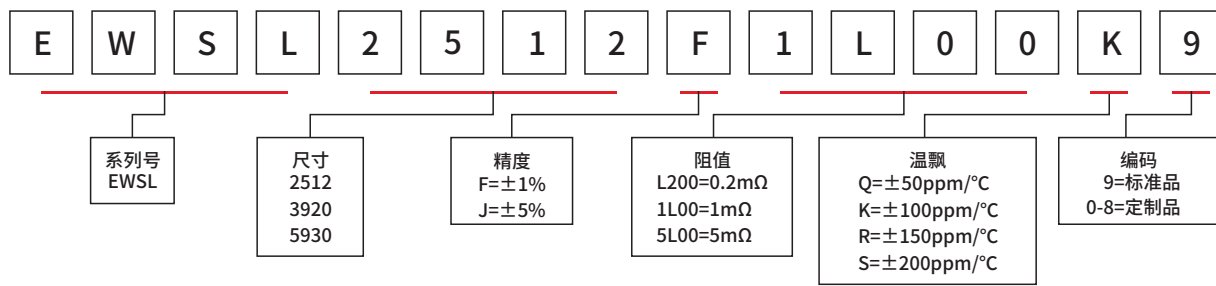 E W S L 2 5 1 2 F 1 L 0 0 K 9
系列号
EWSL
尺寸
2512
3920
5930
精度
F=±1%
J=±5%
阻值
L200=0.2mΩ
1L00=1mΩ
5L00=5mΩ
温飘
Q=±50ppm/°C
K=±100ppm/°C
R=±150ppm/°C
S=±200ppm/°C
编码
9=标准品
0-8=定制品